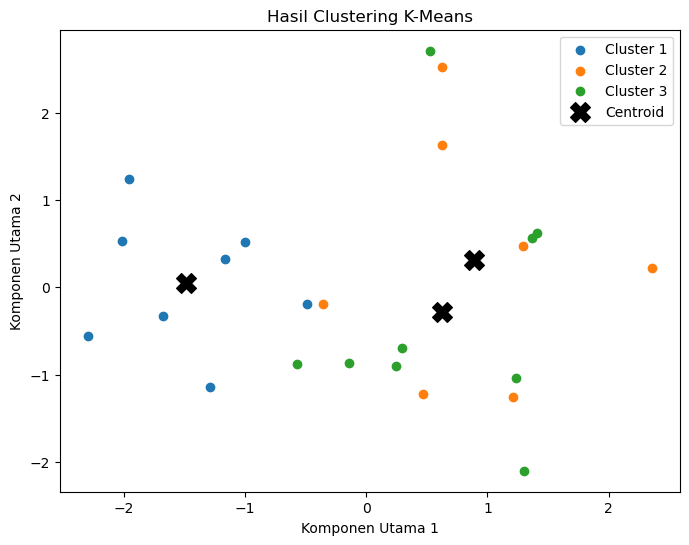 Hasil Clustering K-Means
Cluster 1
Cluster 2
Cluster 3
Centroid
Komponen Utama 2
2
1
0
−1
−2
−2
−1
0
1
2
Komponen Utama 1